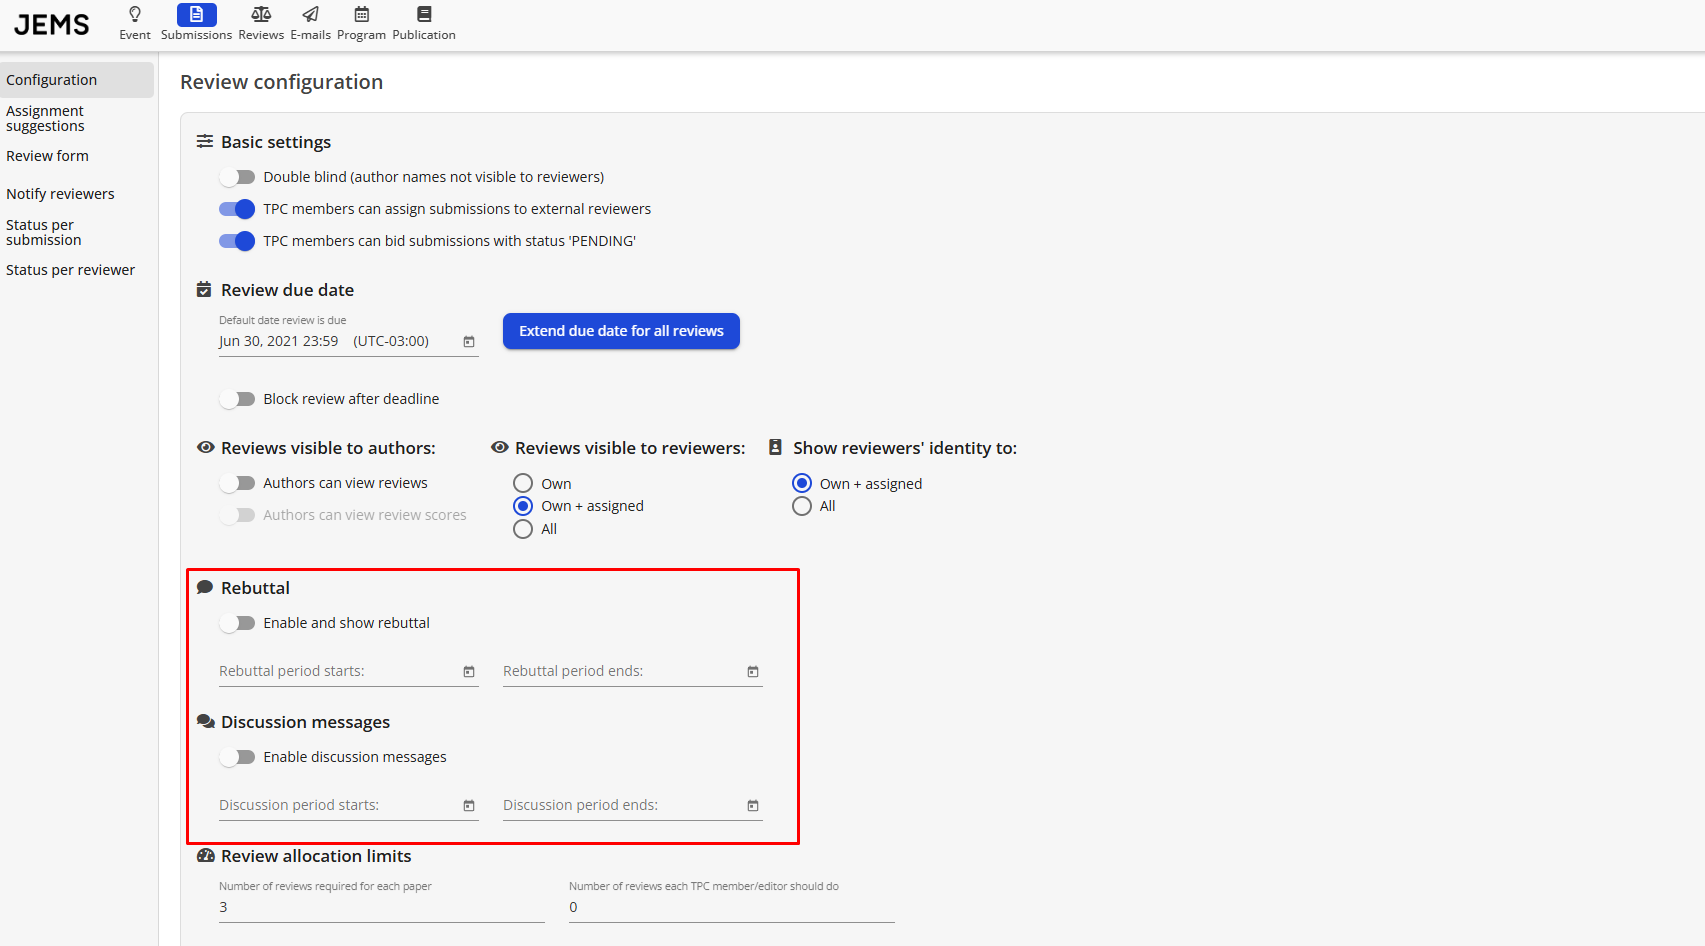 JEMS
Event
Submissions
Reviews
E-mails
Program
Publication
Configuration
Assignment
suggestions
Review form
Notify reviewers
Status per
submission
Status per reviewer
Review configuration
Basic settings
Double blind (author names not visible to reviewers)
TPC members can assign submissions to external reviewers
TPC members can bid submissions with status 'PENDING'
Review due date
Default date review is due
Jun 30, 2021 23:59 (UTC-03:00)
Extend due date for all reviews
Block review after deadline
Reviews visible to authors:
Authors can view reviews
Authors can view review scores
Reviews visible to reviewers:
Own
Own + assigned
All
Show reviewers' identity to:
Own + assigned
All
Rebuttal
Enable and show rebuttal
Rebuttal period starts:
Rebuttal period ends:
Discussion messages
Enable discussion messages
Discussion period starts:
Discussion period ends:
Review allocation limits
Number of reviews required for each paper
3
Number of reviews each TPC member/editor should do
0